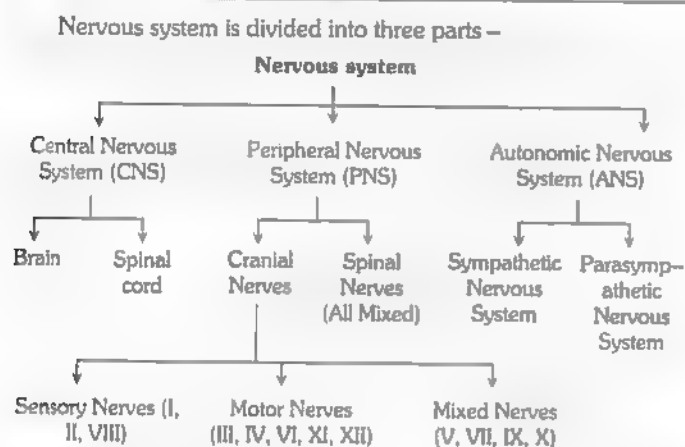 Nervous system is divided into three parts –
Nervous system
Central Nervous
System (CNS)
Peripheral Nervous
System (PNS)
Autonomic Nervous
System (ANS)
Brain
Spinal
cord
Cranial
Nerves
Spinal
Nerves
(All Mixed)
Sympathetic
Nervous
System
Parasymp–
athetic
Nervous
System
Sensory Nerves (I,
II, VIII)
Motor Nerves
(III, IV, VI, XI, XII)
Mixed Nerves
(V, VII, IX, X)